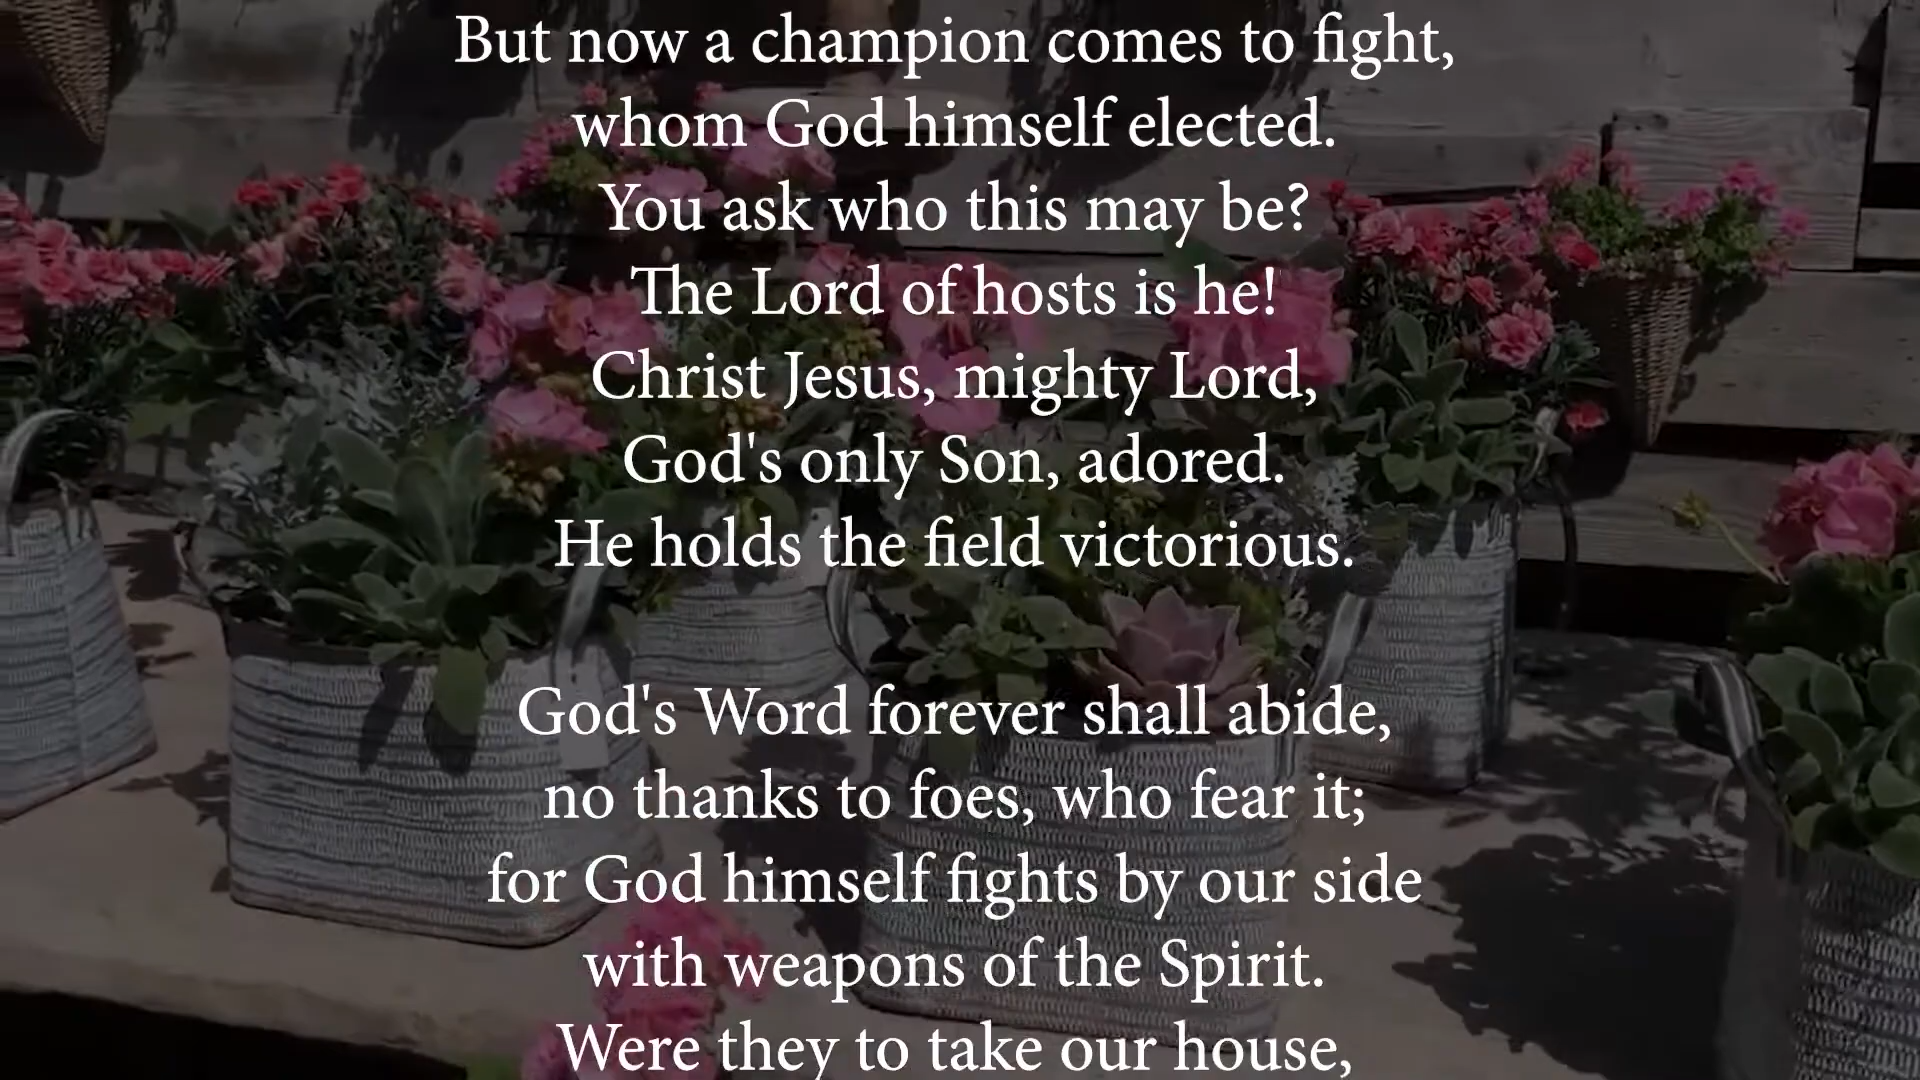 But now a champion comes to fight,
whom God himself elected.
You ask who this may be?
The Lord of hosts is he!
Christ Jesus, mighty Lord,
God's only Son, adored.
He holds the field victorious.
God's Word forever shall abide,
no thanks to foes, who fear it;
for God himself fights by our side
with weapons of the Spirit.
Were they to take our house,